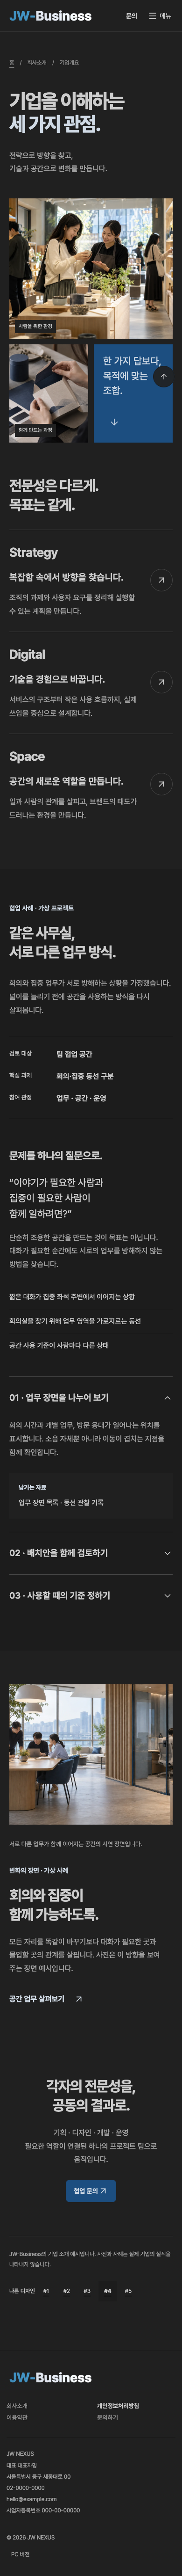 JW-Business
문의
메뉴
홈 / 회사소개 / 기업개요
기업을 이해하는
세 가지 관점.
전략으로 방향을 찾고,
기술과 공간으로 변화를 만듭니다.
사람을 위한 환경
함께 만드는 과정
한 가지 답보다,
목적에 맞는
조합.
전문성은 다르게.
목표는 같게.
Strategy
복잡함 속에서 방향을 찾습니다.
조직의 과제와 사용자 요구를 정리해 실행할
수 있는 계획을 만듭니다.
Digital
기술을 경험으로 바꿉니다.
서비스의 구조부터 작은 사용 흐름까지, 실제
쓰임을 중심으로 설계합니다.
Space
공간의 새로운 역할을 만듭니다.
일과 사람의 관계를 살피고, 브랜드의 태도가
드러나는 환경을 만듭니다.
협업 사례 · 가상 프로젝트
같은 사무실,
서로 다른 업무 방식.
회의와 집중 업무가 서로 방해하는 상황을 가정했습니다.
넓이를 늘리기 전에 공간을 사용하는 방식을 다시
살펴봅니다.
검토 대상
팀 협업 공간
핵심 과제
회의·집중 동선 구분
참여 관점
업무 · 공간 · 운영
문제를 하나의 질문으로.
“이야기가 필요한 사람과
집중이 필요한 사람이
함께 일하려면?”
단순히 조용한 공간을 만드는 것이 목표는 아닙니다.
대화가 필요한 순간에도 서로의 업무를 방해하지 않는
방법을 찾습니다.
짧은 대화가 집중 좌석 주변에서 이어지는 상황
회의실을 찾기 위해 업무 영역을 가로지르는 동선
공간 사용 기준이 사람마다 다른 상태
01 · 업무 장면을 나누어 보기
회의 시간과 개별 업무, 방문 응대가 일어나는 위치를
표시합니다. 소음 자체뿐 아니라 이동이 겹치는 지점을
함께 확인합니다.
남기는 자료
업무 장면 목록 · 동선 관찰 기록
02 · 배치안을 함께 검토하기
03 · 사용할 때의 기준 정하기
서로 다른 업무가 함께 이어지는 공간의 시연 장면입니다.
변화의 장면 · 가상 사례
회의와 집중이
함께 가능하도록.
모든 자리를 똑같이 바꾸기보다 대화가 필요한 곳과
몰입할 곳의 관계를 살핍니다. 사진은 이 방향을 보여
주는 장면 예시입니다.
공간 업무 살펴보기
각자의 전문성을,
공동의 결과로.
기획 · 디자인 · 개발 · 운영
필요한 역할이 연결된 하나의 프로젝트 팀으로
움직입니다.
협업 문의
JW-Business의 기업 소개 예시입니다. 사진과 사례는 실제 기업의 실적을
나타내지 않습니다.
다른 디자인 #1 #2 #3 #4 #5
JW-Business
회사소개
개인정보처리방침
이용약관
문의하기
JW NEXUS
대표 대표자명
서울특별시 중구 세종대로 00
02-0000-0000
hello@example.com
사업자등록번호 000-00-00000
© 2026 JW NEXUS
PC 버전